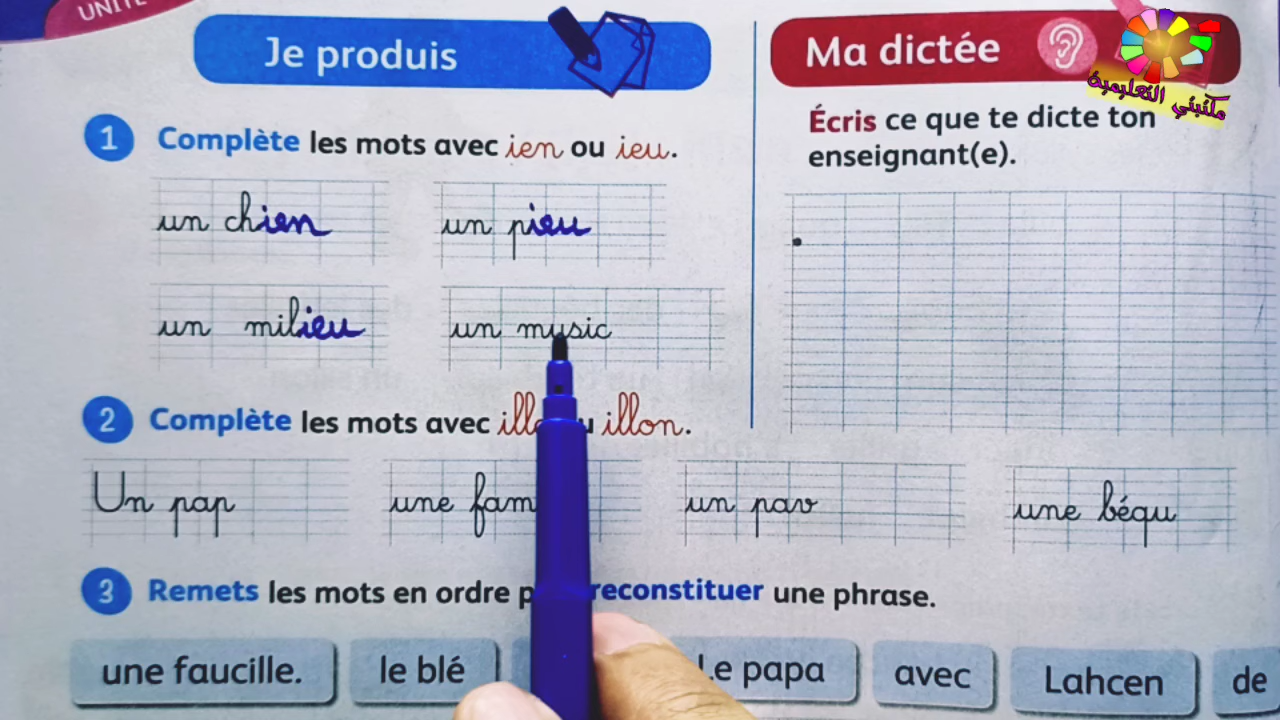 UNITÉ
Je produis
1 Complète les mots avec ien ou ieu.
un chien
un pieu
un milieu
un music
2 Complète les mots avec illon.
Un pap
une fam
un pav
une béqu
3 Remets les mots en ordre reconstituer une phrase.
une faucille.
le blé
Le papa
avec
Lahcen
de
Ma dictée
Écris ce que te dicte ton
enseignant(e).
مكتبتي التعليمية